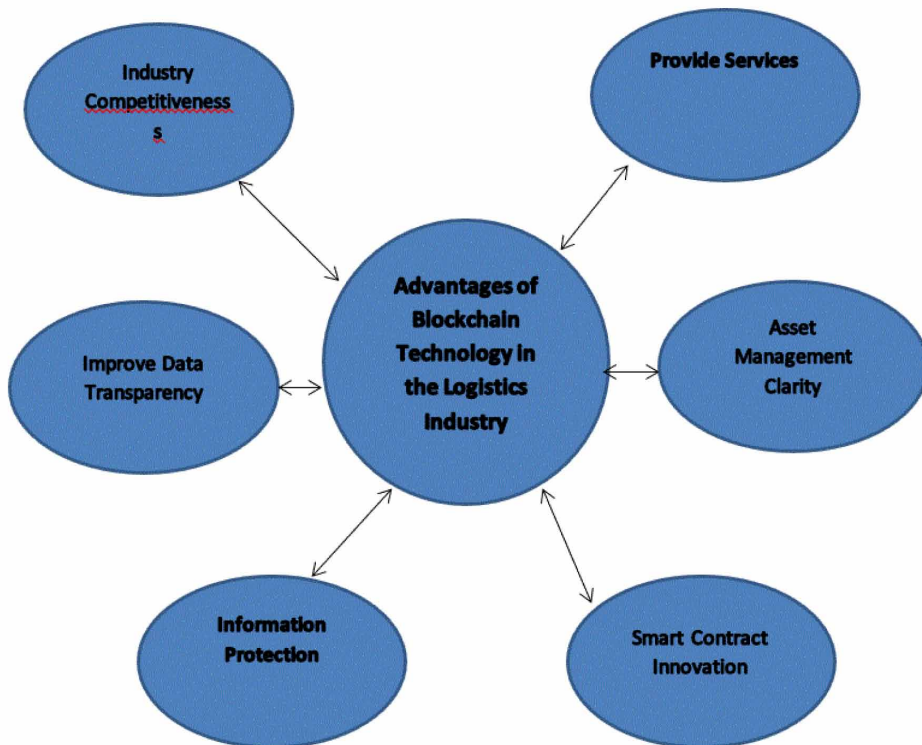 Industry
Competitivenes
s
Provide Services
Advantages of
Blockchain
Technology in
the Logistics
Industry
Improve Data
Transparency
Asset
Management
Clarity
Information
Protection
Smart Contract
Innovation